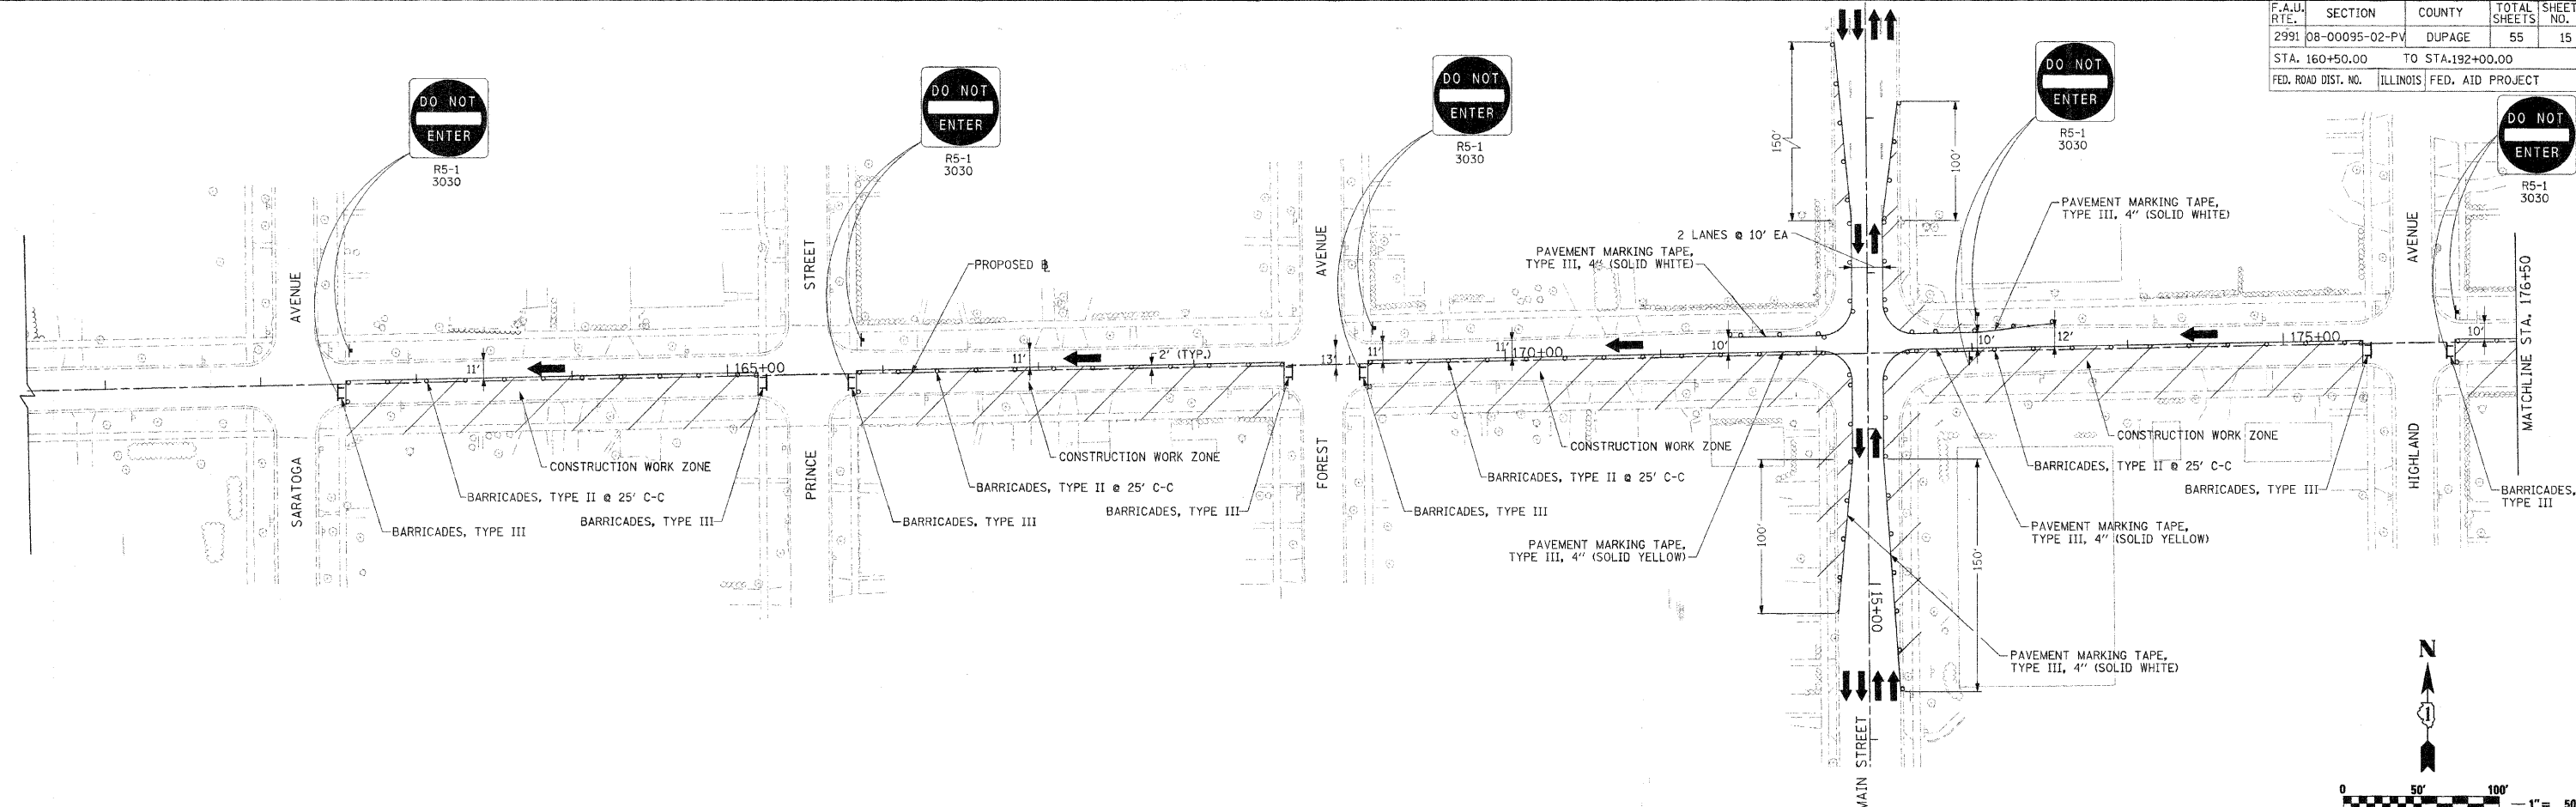 F.A.U. RTE. SECTION COUNTY TOTAL SHEETS SHEET NO.
2991 08-00095-02-PV DUPAGE 55 15
STA. 160+50.00 TO STA.192+00.00
FED. ROAD DIST. NO. ILLINOIS FED. AID PROJECT
DO NOT
ENTER
R5-1
3030
DO NOT
ENTER
R5-1
3030
DO NOT
ENTER
R5-1
3030
DO NOT
ENTER
R5-1
3030
DO NOT
ENTER
R5-1
3030
150'
100'
2 LANES @ 10' EA
PAVEMENT MARKING TAPE,
TYPE III, 4" (SOLID WHITE)
PAVEMENT MARKING TAPE,
TYPE III, 4" (SOLID WHITE)
AVENUE
STREET
AVENUE
AVENUE
PROPOSED
MATCHLINE STA. 176+50
11'
165+00
11'
2' (TYP.)
13'
11'
11'
170+00
10'
10'
12'
175+00
10'
SARATOGA
PRINCE
FOREST
HIGHLAND
CONSTRUCTION WORK ZONE
BARRICADES, TYPE II @ 25' C-C
BARRICADES, TYPE III
BARRICADES, TYPE III
CONSTRUCTION WORK ZONE
BARRICADES, TYPE II @ 25' C-C
BARRICADES, TYPE III
BARRICADES, TYPE III
CONSTRUCTION WORK ZONE
BARRICADES, TYPE II @ 25' C-C
BARRICADES, TYPE III
PAVEMENT MARKING TAPE,
TYPE III, 4" (SOLID YELLOW)
100'
150'
15+00
CONSTRUCTION WORK ZONE
BARRICADES, TYPE II @ 25' C-C
BARRICADES, TYPE III
BARRICADES,
TYPE III
PAVEMENT MARKING TAPE,
TYPE III, 4" (SOLID YELLOW)
PAVEMENT MARKING TAPE,
TYPE III, 4" (SOLID WHITE)
MAIN STREET
N
1
0 50' 100'
1"= 50